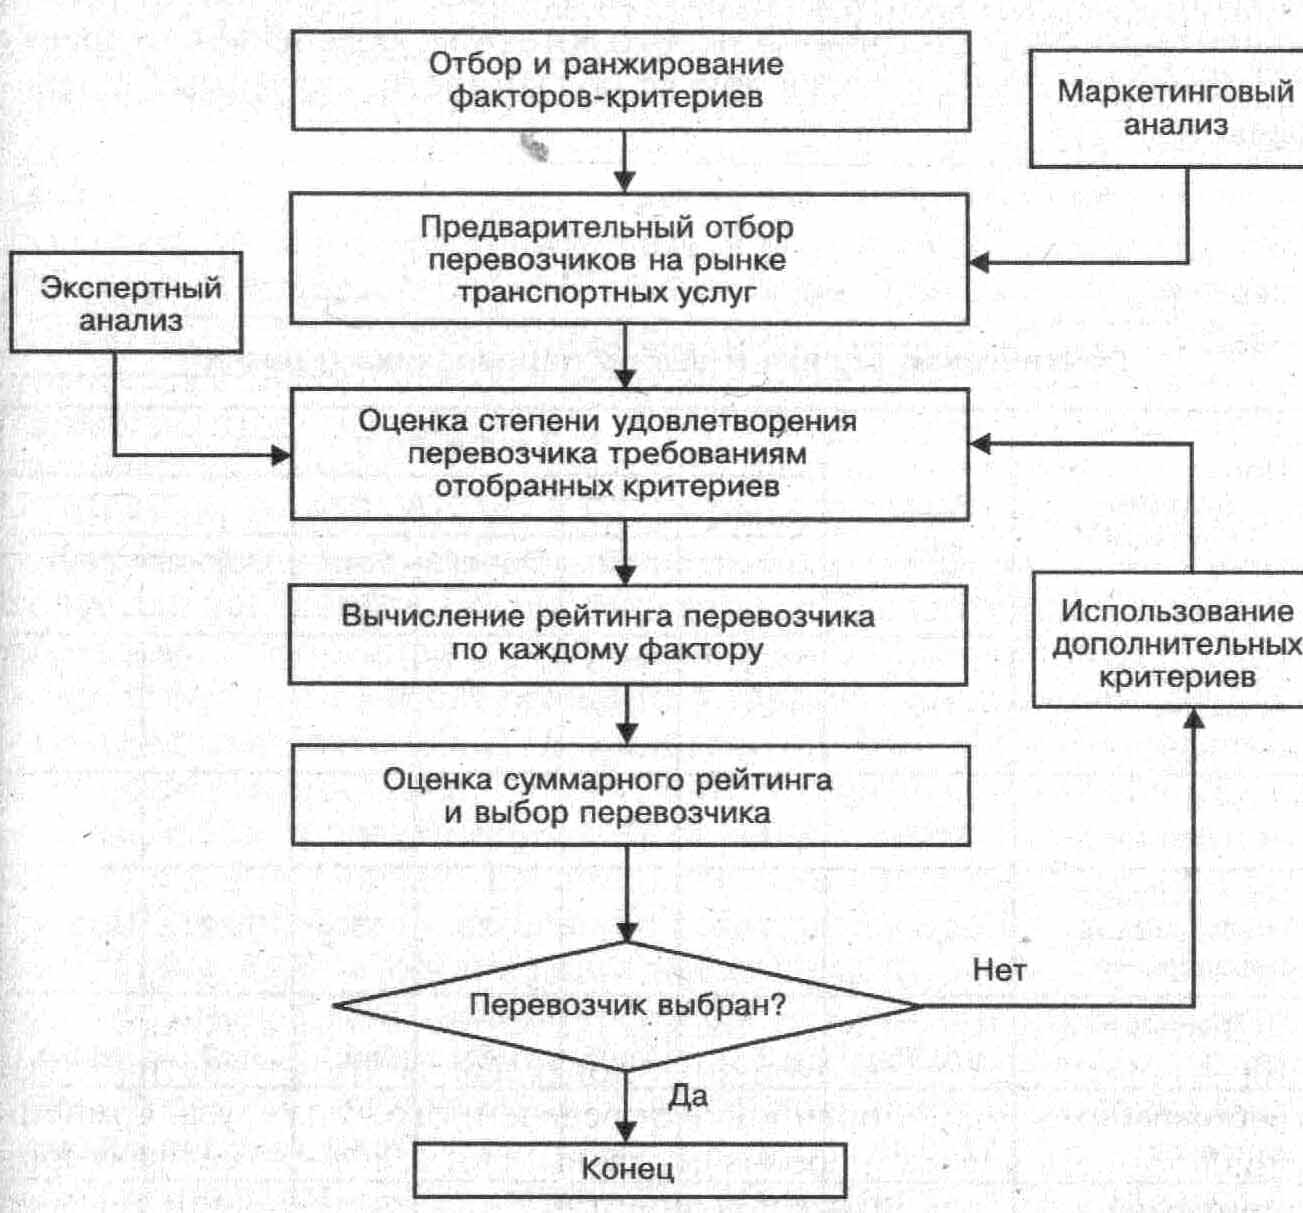 Отбор и ранжирование
факторов-критериев
Маркетинговый
анализ
Предварительный отбор
перевозчиков на рынке
транспортных услуг
Экспертный
анализ
Оценка степени удовлетворения
перевозчика требованиям
отобранных критериев
Вычисление рейтинга перевозчика
по каждому фактору
Использование
дополнительных
критериев
Оценка суммарного рейтинга
и выбор перевозчика
Перевозчик выбран?
Нет
Да
Конец